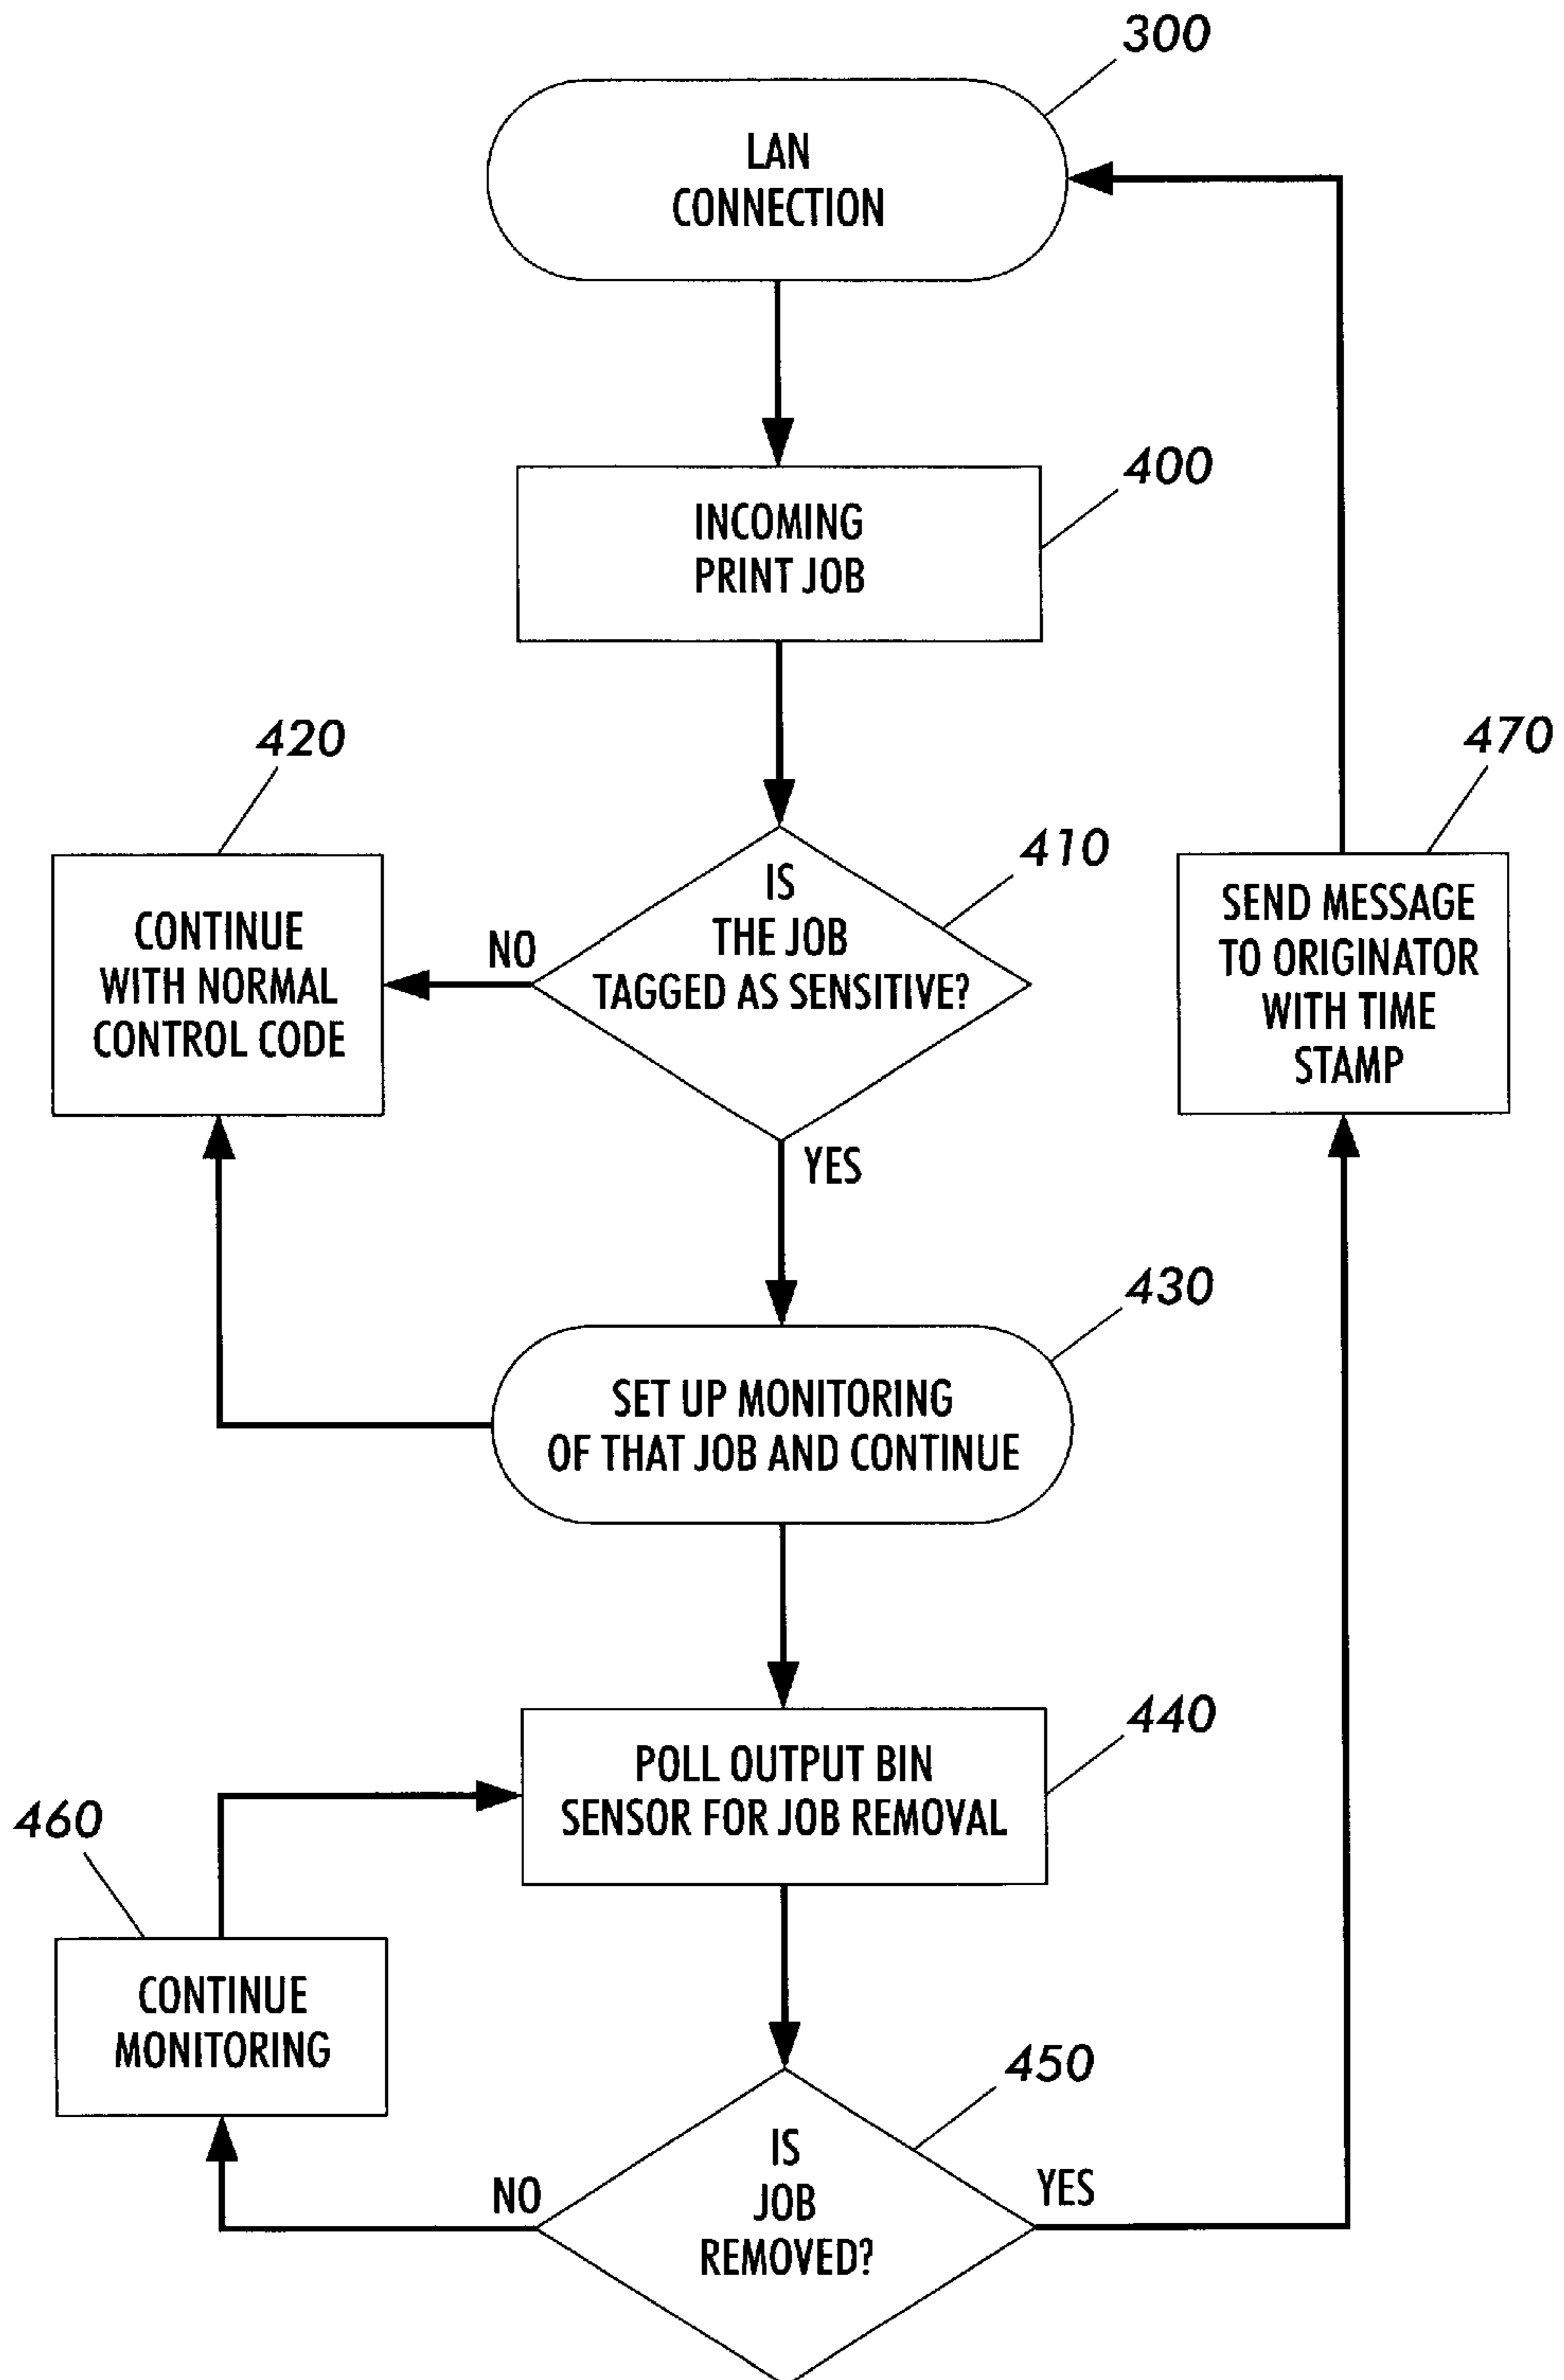 300
LAN
CONNECTION
400
INCOMING
PRINT JOB
420
CONTINUE
WITH NORMAL
CONTROL CODE
NO
410
IS
THE JOB
TAGGED AS SENSITIVE?
YES
470
SEND MESSAGE
TO ORIGINATOR
WITH TIME
STAMP
430
SET UP MONITORING
OF THAT JOB AND CONTINUE
440
POLL OUTPUT BIN
SENSOR FOR JOB REMOVAL
460
CONTINUE
MONITORING
450
IS
JOB
REMOVED?
NO
YES